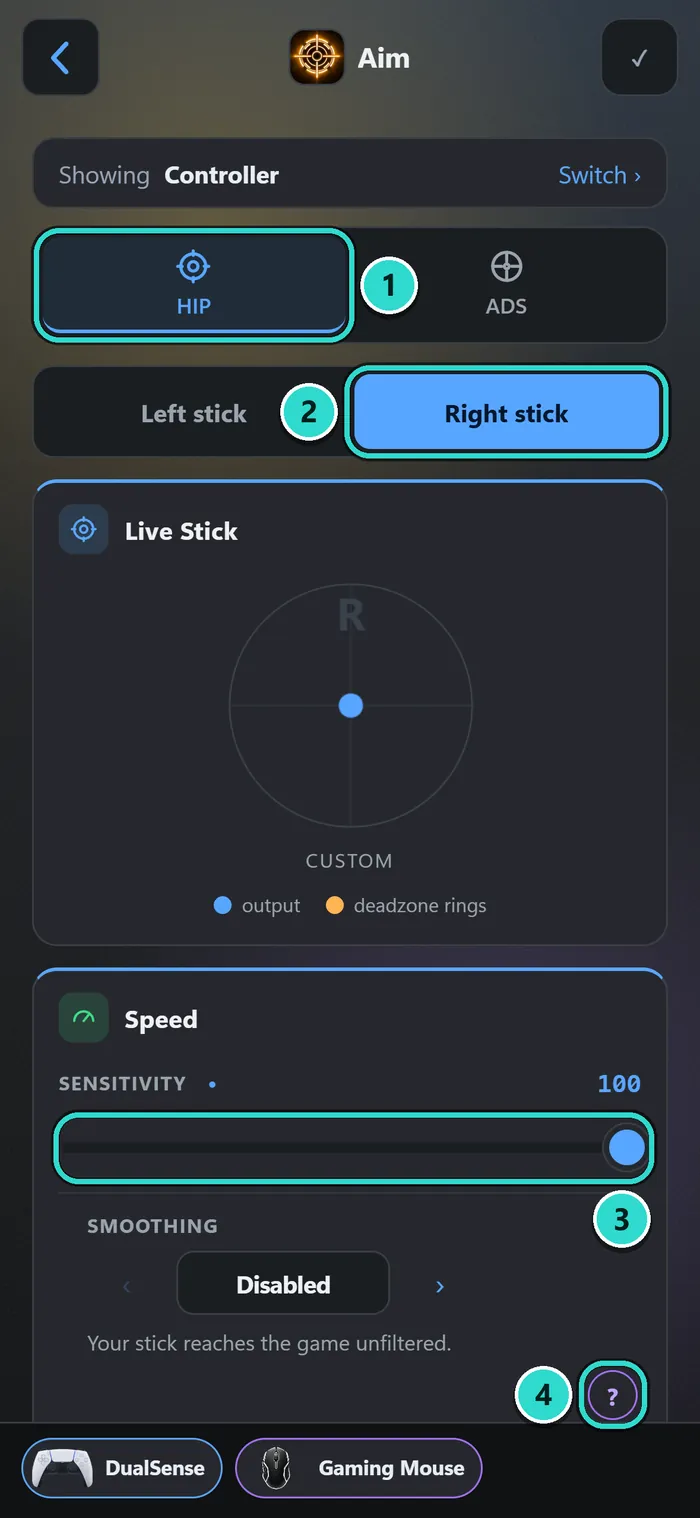 Aim
✓
Showing Controller
Switch ›
HIP
1
ADS
Left stick
2
Right stick
Live Stick
R
CUSTOM
output
deadzone rings
Speed
SENSITIVITY •
100
3
SMOOTHING
‹ Disabled ›
Your stick reaches the game unfiltered.
4
?
DualSense
Gaming Mouse